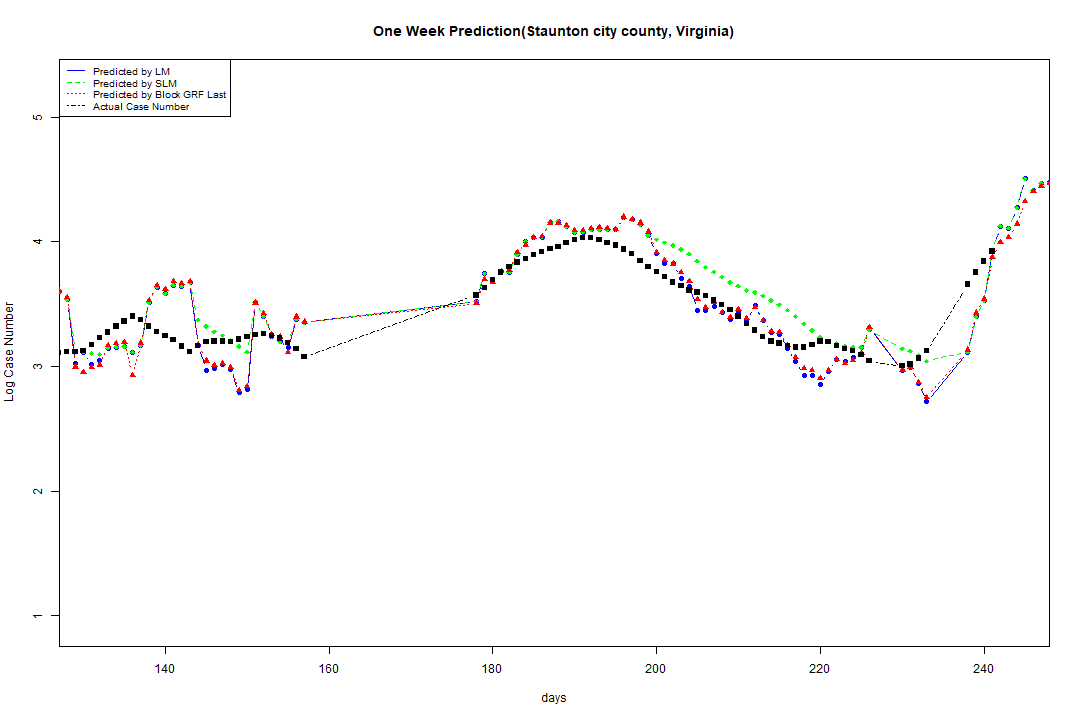 One Week Prediction(Staunton city county, Virginia)
Predicted by LM
Predicted by SLM
Predicted by Block GRF Last
Actual Case Number
5
4
3
2
1
Log Case Number
140 160 180 200 220 240
days